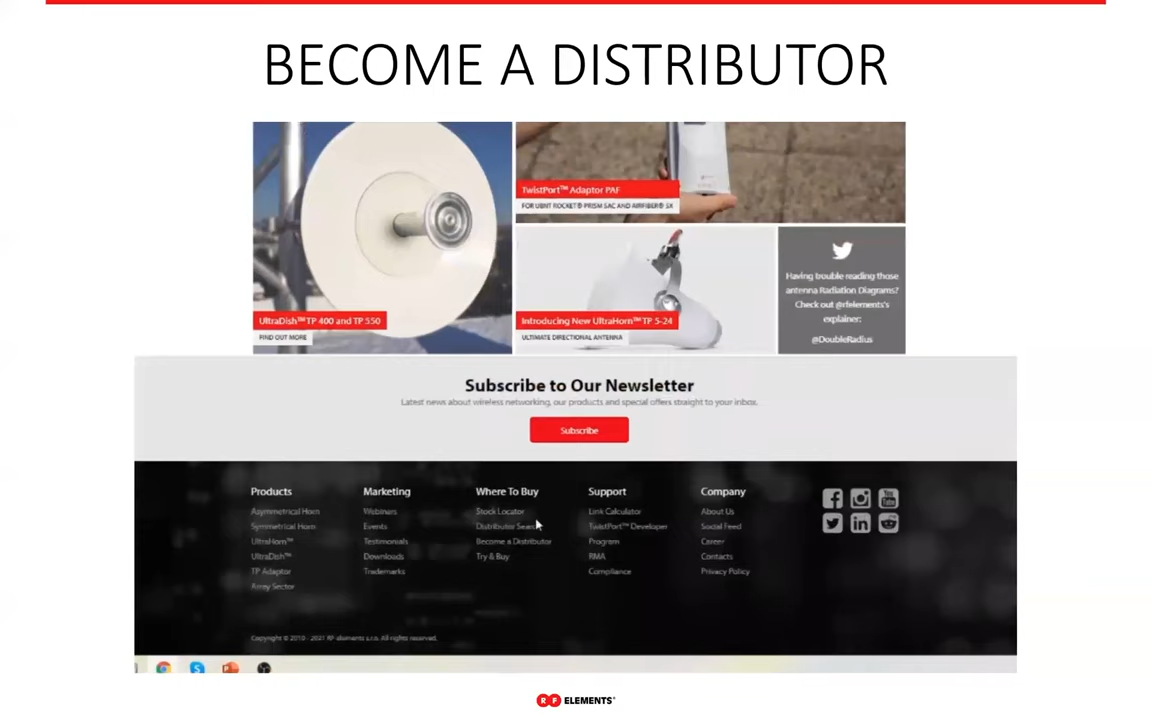 BECOME A DISTRIBUTOR
TwistPort™ Adaptor PAF
FOR UBNT ROCKET® PRISM 5AC AND AIRFIBER® 5X
UltraDish™ TP 400 and TP 550
FIND OUT MORE
Introducing New UltraHorn™ TP 5-24
ULTIMATE DIRECTIONAL ANTENNA
Having trouble reading those
antenna Radiation Diagrams?
Check out @rfelements's
explainer:
@DoubleRadius
Subscribe to Our Newsletter
Latest news about wireless networking, our products and special offers straight to your inbox.
Subscribe
Products
Asymmetrical Horn
Symmetrical Horn
UltraHorn™
UltraDish™
TP Adaptor
Array Sector
Marketing
Webinars
Events
Testimonials
Downloads
Trademarks
Where To Buy
Stock Locator
Distributor
Become a Distributor
Try & Buy
Support
Link Calculator
TwistPort™ Developer
Program
RMA
Compliance
Company
About Us
Social Feed
Career
Contacts
Privacy Policy
You
Tube
Copyright © 2010 - 2021 RF elements s.r.o. All rights reserved.
RF ELEMENTS®